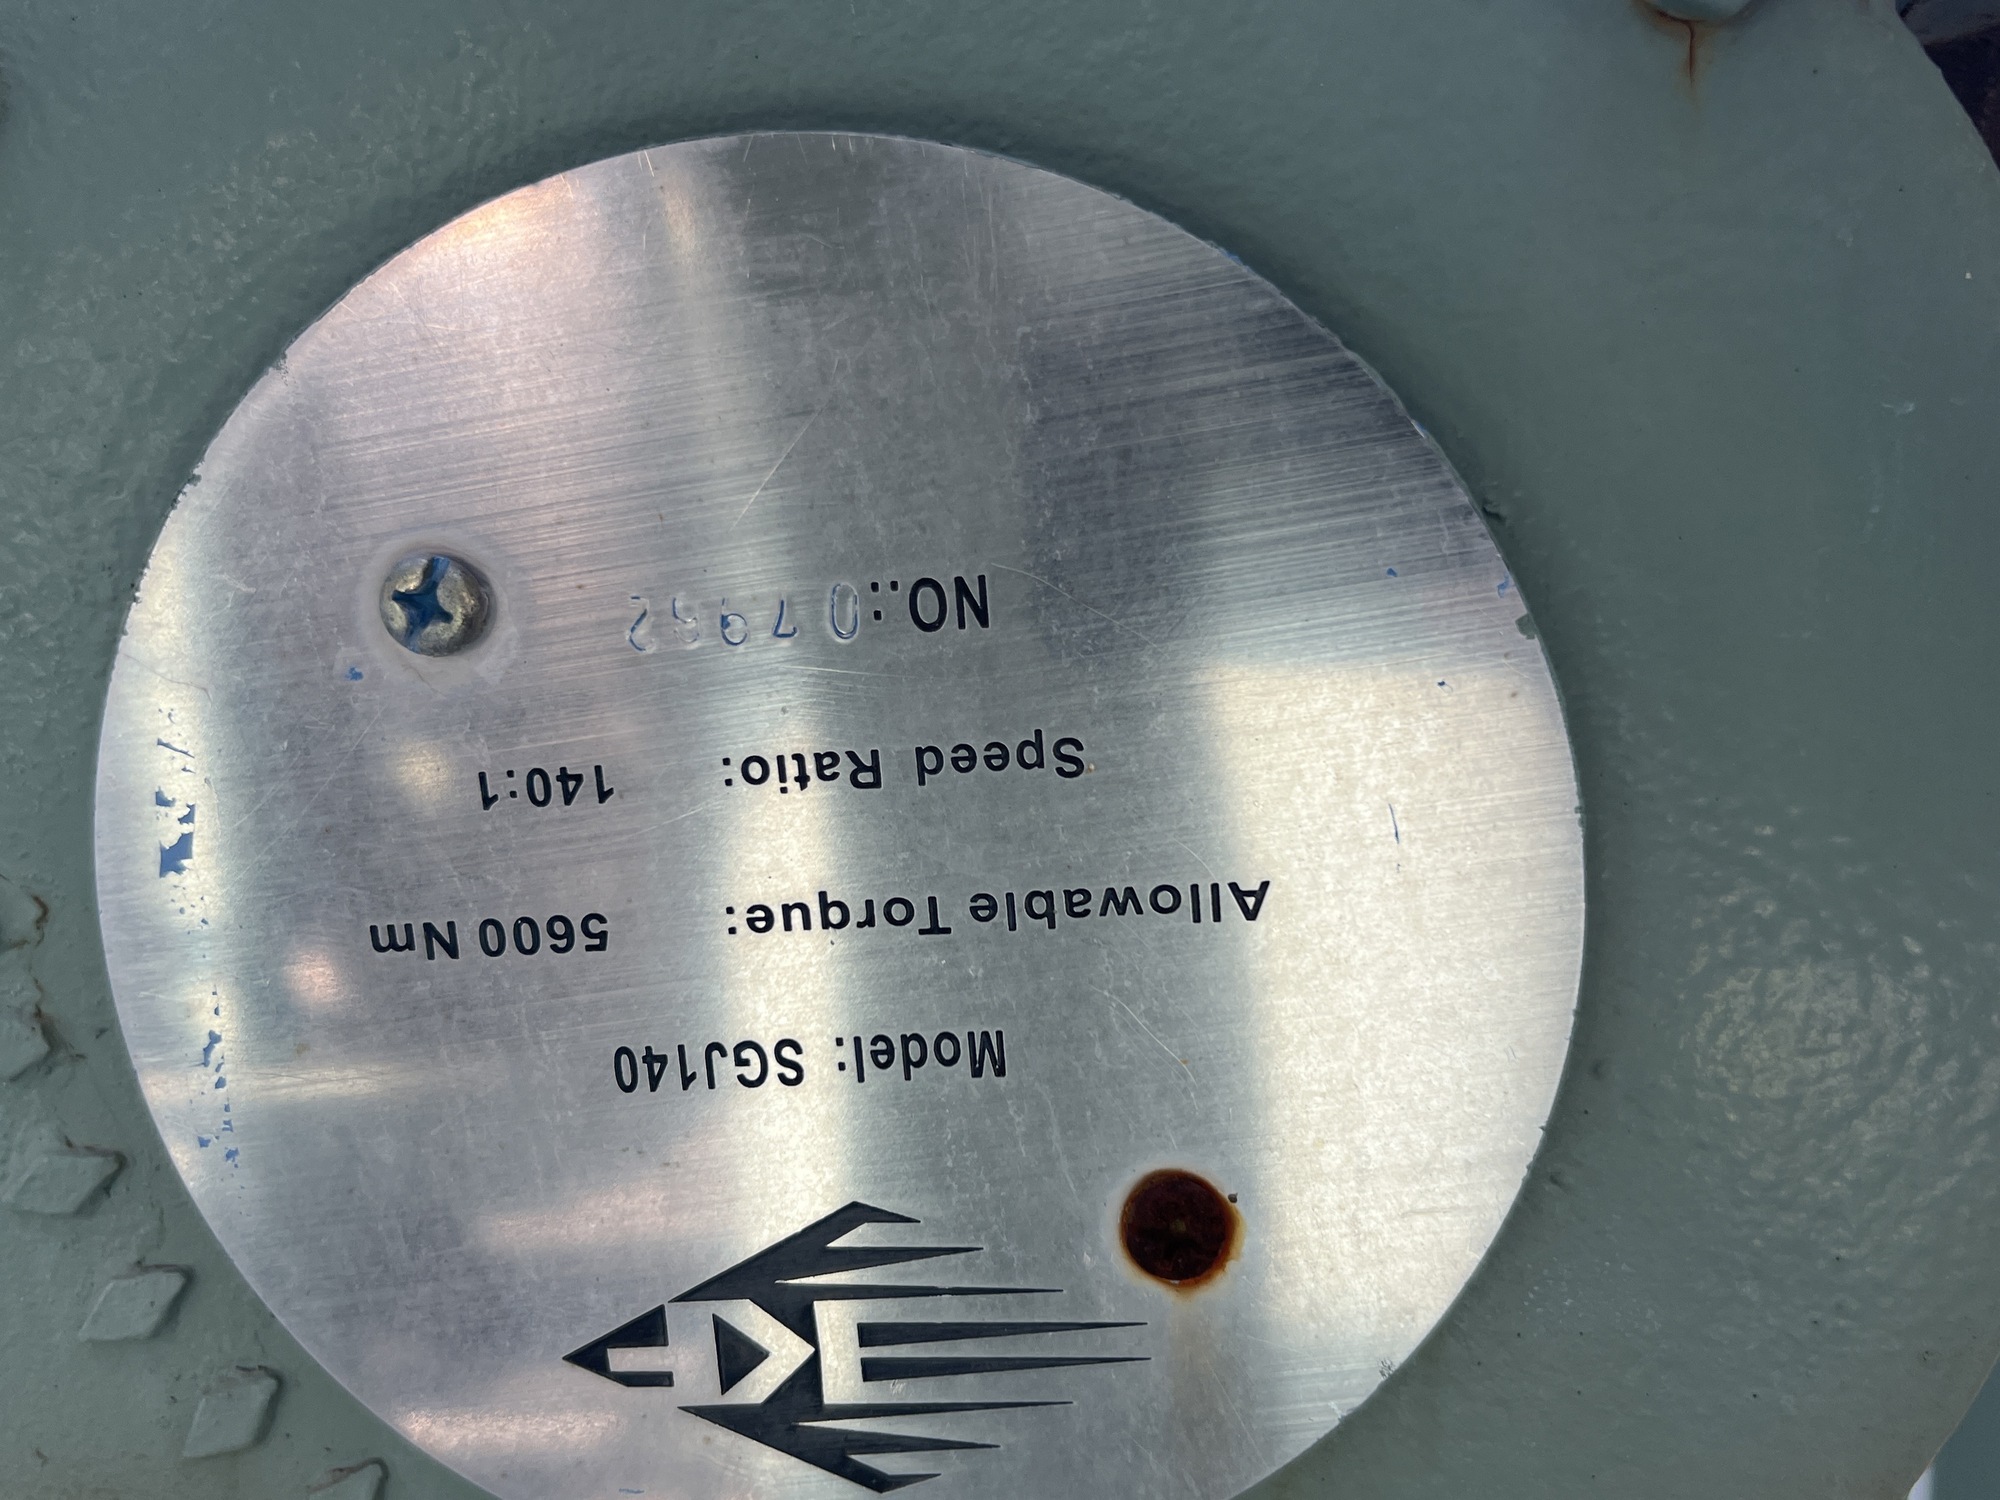 Model: SGJ140
Allowable Torque: 5600 Nm
Speed Ratio: 140:1
NO.: